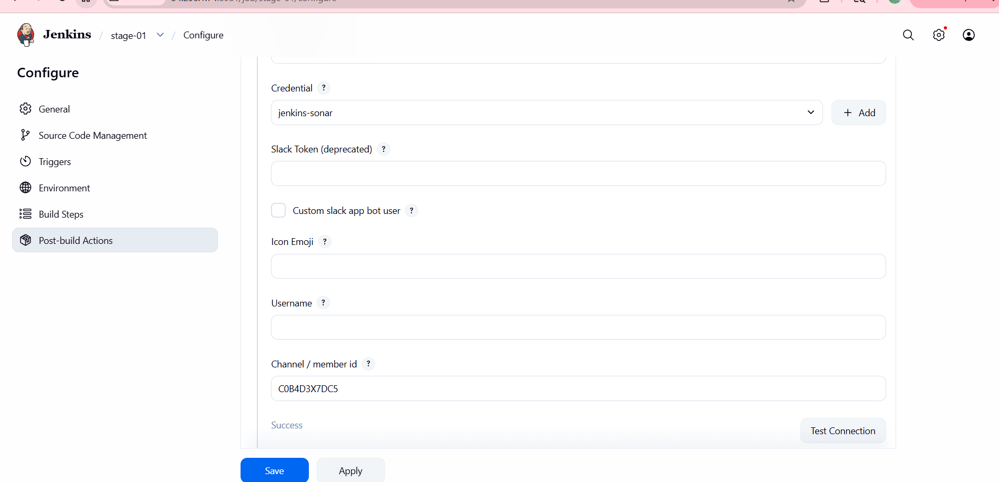 Jenkins / stage-01 / Configure
Configure
General
Source Code Management
Triggers
Environment
Build Steps
Post-build Actions
Credential ?
jenkins-sonar
+ Add
Slack Token (deprecated) ?
Custom slack app bot user ?
Icon Emoji ?
Username ?
Channel / member id ?
C0B4D3X7DC5
Success
Test Connection
Save
Apply